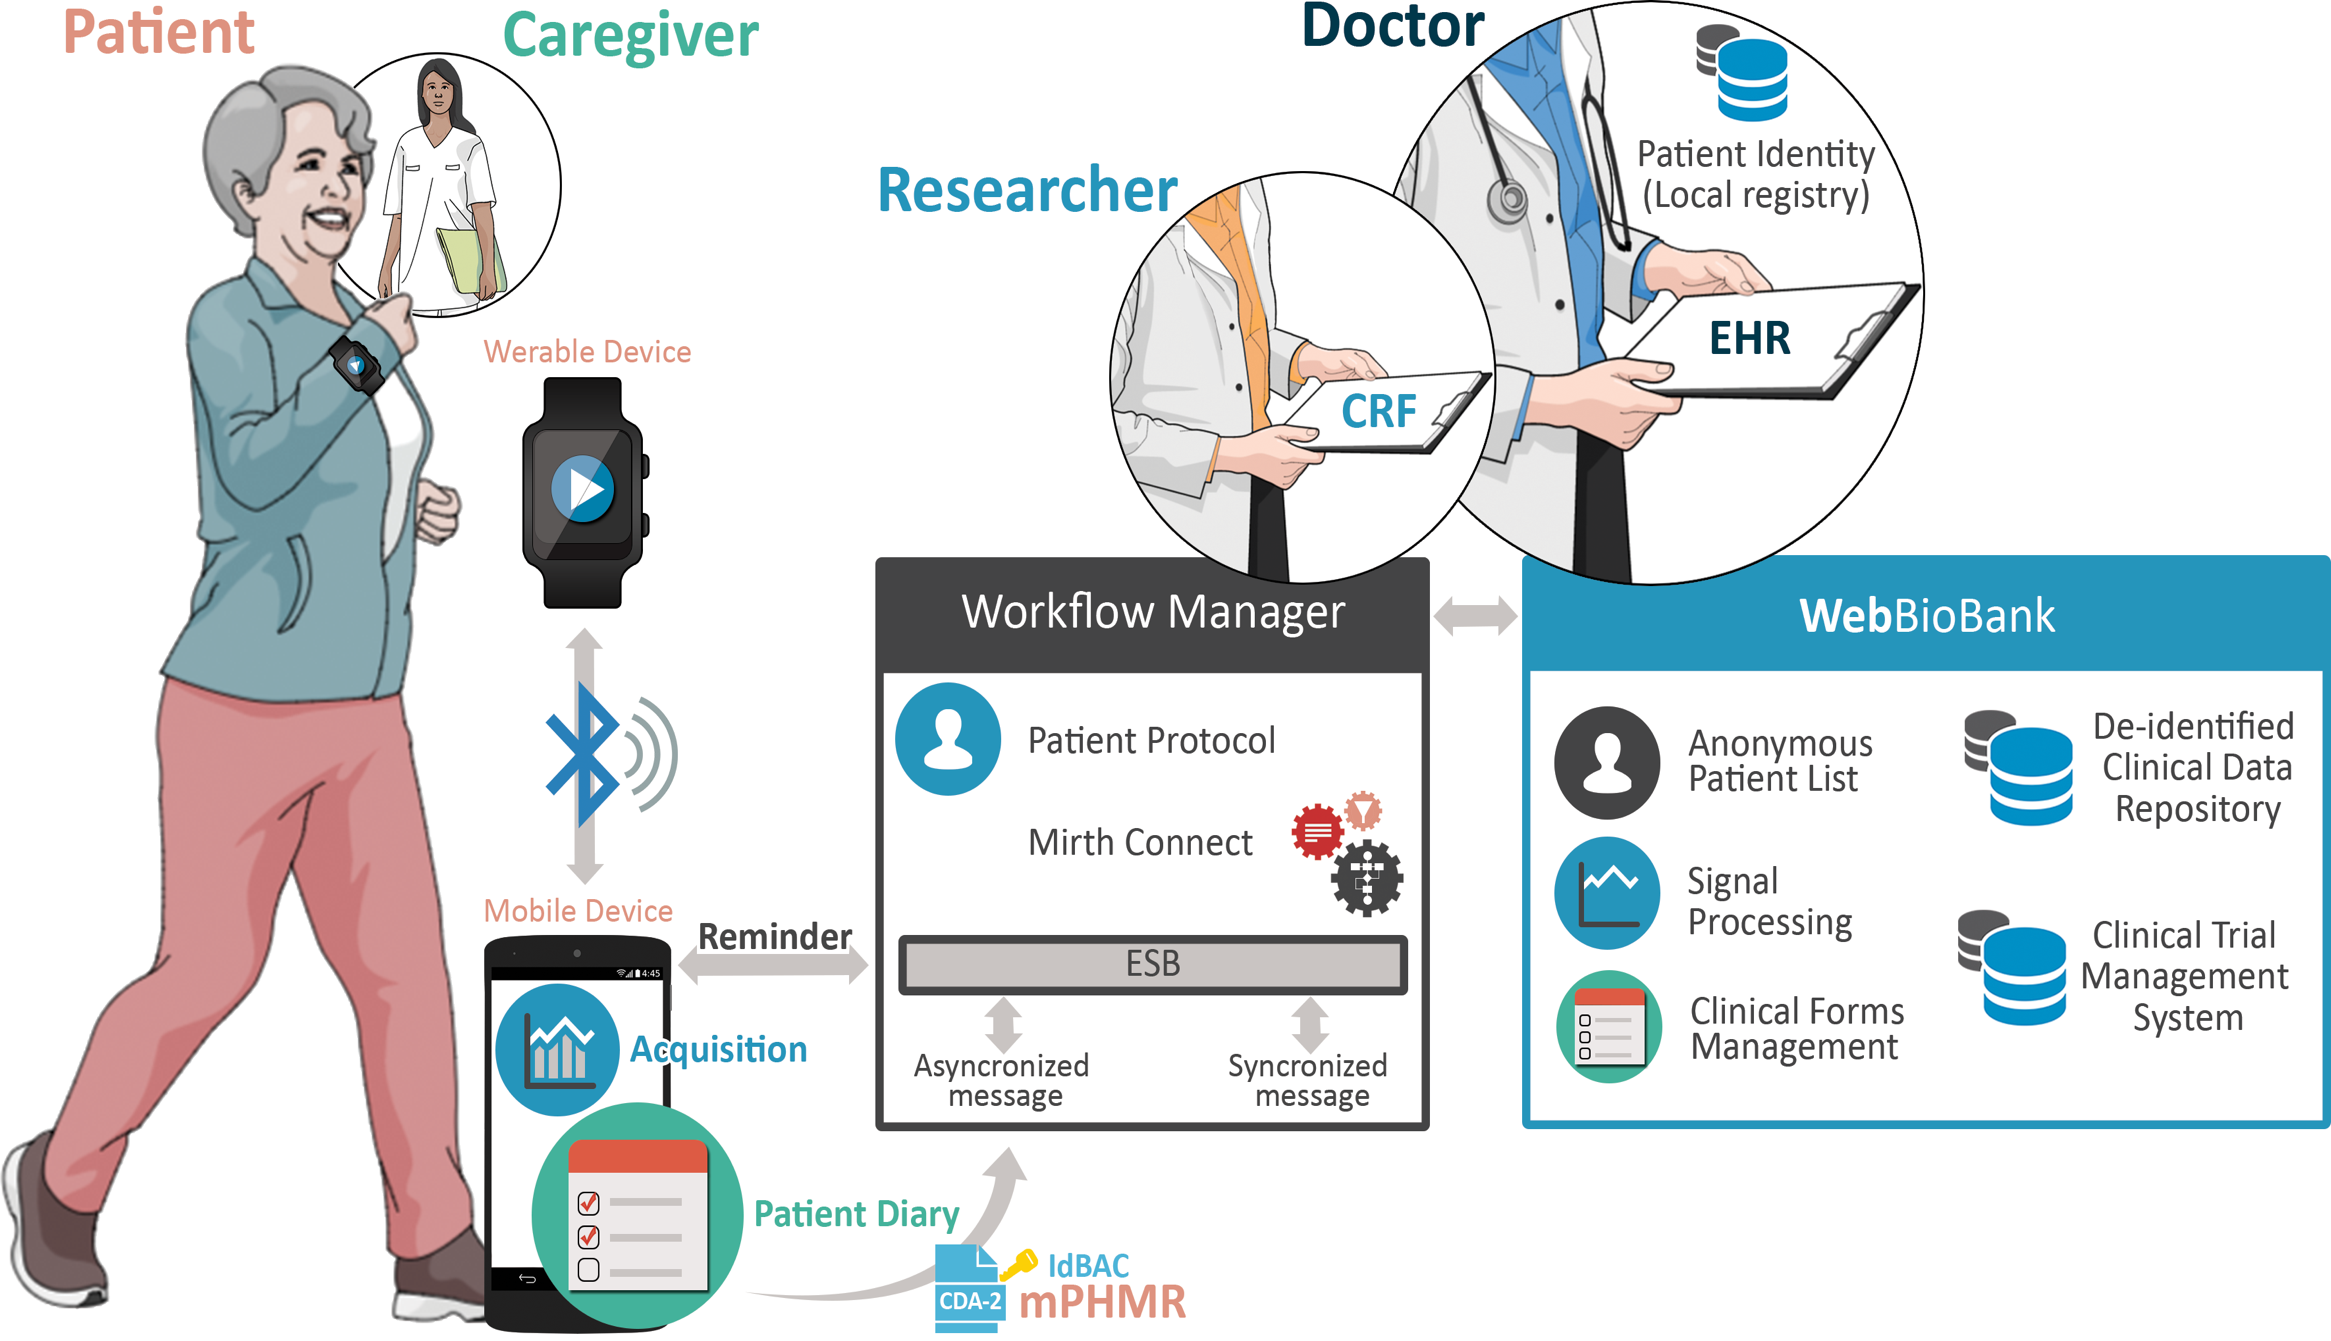 Patient
Caregiver
Doctor
Patient Identity
(Local registry)
Researcher
EHR
CRF
Werable Device
Workflow Manager
WebBioBank
Patient Protocol
Mirth Connect
ESB
Asyncronized
message
Syncronized
message
Anonymous
Patient List
Signal
Processing
Clinical Forms
Management
De-identified
Clinical Data
Repository
Clinical Trial
Management
System
Mobile Device
Reminder
4:45
Acquisition
Patient Diary
IdBAC
CDA-2
mPHMR